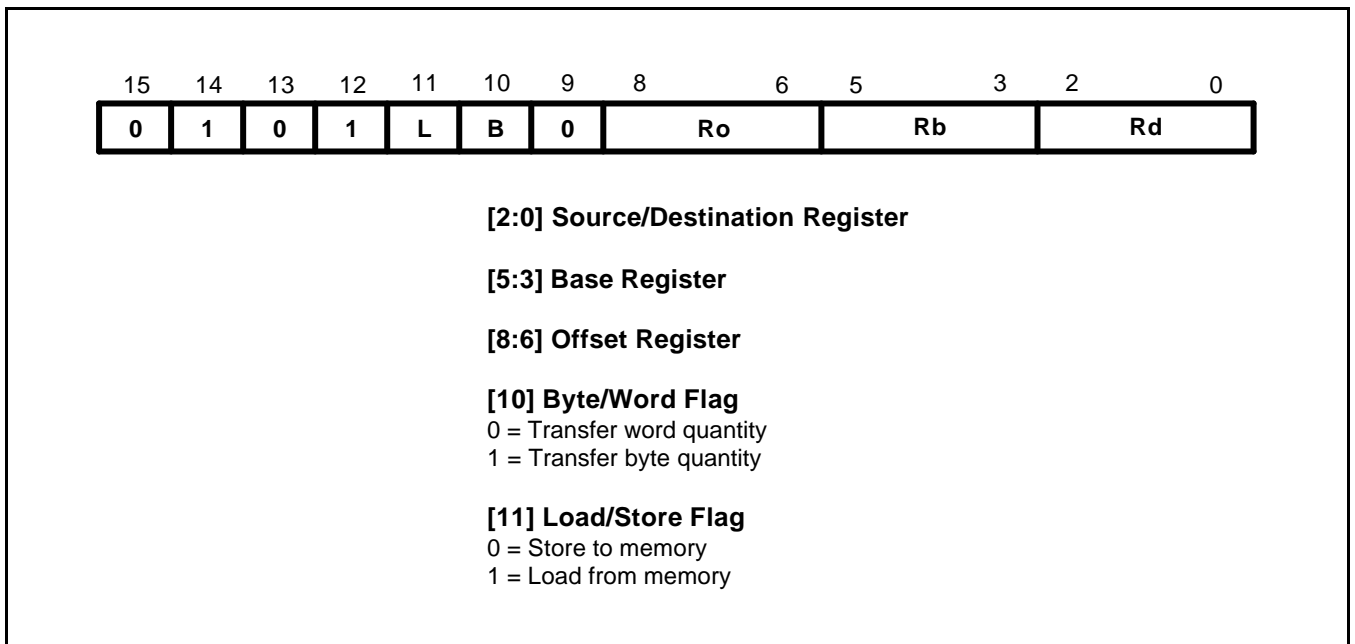 15 14 13 12 11 10 9 8 6 5 3 2 0
0 1 0 1 L B 0 Ro Rb Rd
[2:0] Source/Destination Register
[5:3] Base Register
[8:6] Offset Register
[10] Byte/Word Flag
0 = Transfer word quantity
1 = Transfer byte quantity
[11] Load/Store Flag
0 = Store to memory
1 = Load from memory